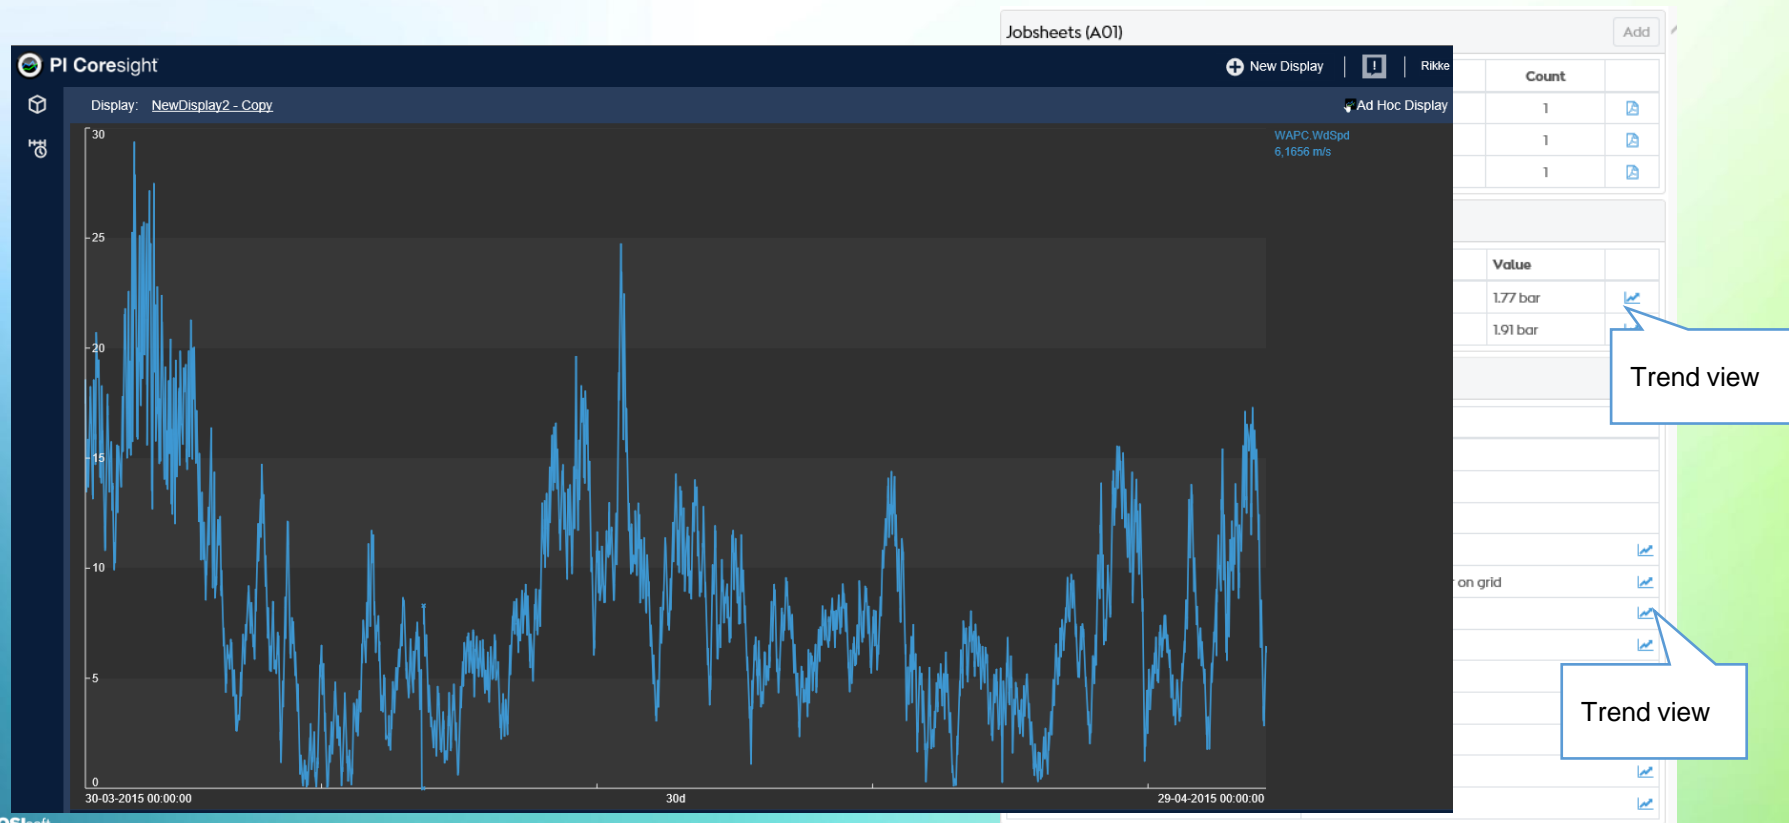 Jobsheets (A01)
Add
PI Coresight
New Display
Rikke
Count
Display: NewDisplay2 - Copy
Ad Hoc Display
1
1
1
30
WAPC.WdSpd
6,1656 m/s
25
Value
1.77 bar
1.91 bar
20
Trend view
15
10
on grid
5
Trend view
0
30-03-2015 00:00:00
30d
29-04-2015 00:00:00